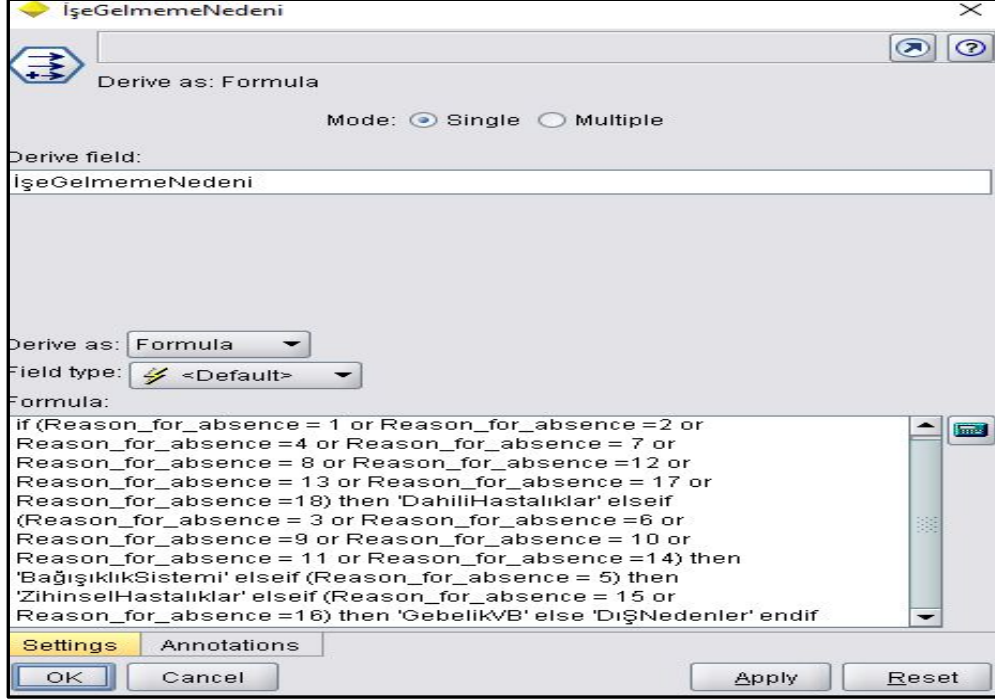 İşeGelmemeNedeni
Derive as: Formula
Mode: Single Multiple
Derive field:
İşeGelmemeNedeni
Derive as: Formula
Field type: <Default>
Formula:
if (Reason_for_absence = 1 or Reason_for_absence =2 or
Reason_for_absence =4 or Reason_for_absence = 7 or
Reason_for_absence = 8 or Reason_for_absence =12 or
Reason_for_absence = 13 or Reason_for_absence = 17 or
Reason_for_absence =18) then 'DahiliHastalıklar' elseif
(Reason_for_absence = 3 or Reason_for_absence =6 or
Reason_for_absence =9 or Reason_for_absence = 10 or
Reason_for_absence = 11 or Reason_for_absence =14) then
'BağışıklıkSistemi' elseif (Reason_for_absence = 5) then
'ZihinselHastalıklar' elseif (Reason_for_absence = 15 or
Reason_for_absence =16) then 'GebelikVB' else 'DıŞNedenler' endif
Settings Annotations
OK Cancel Apply Reset